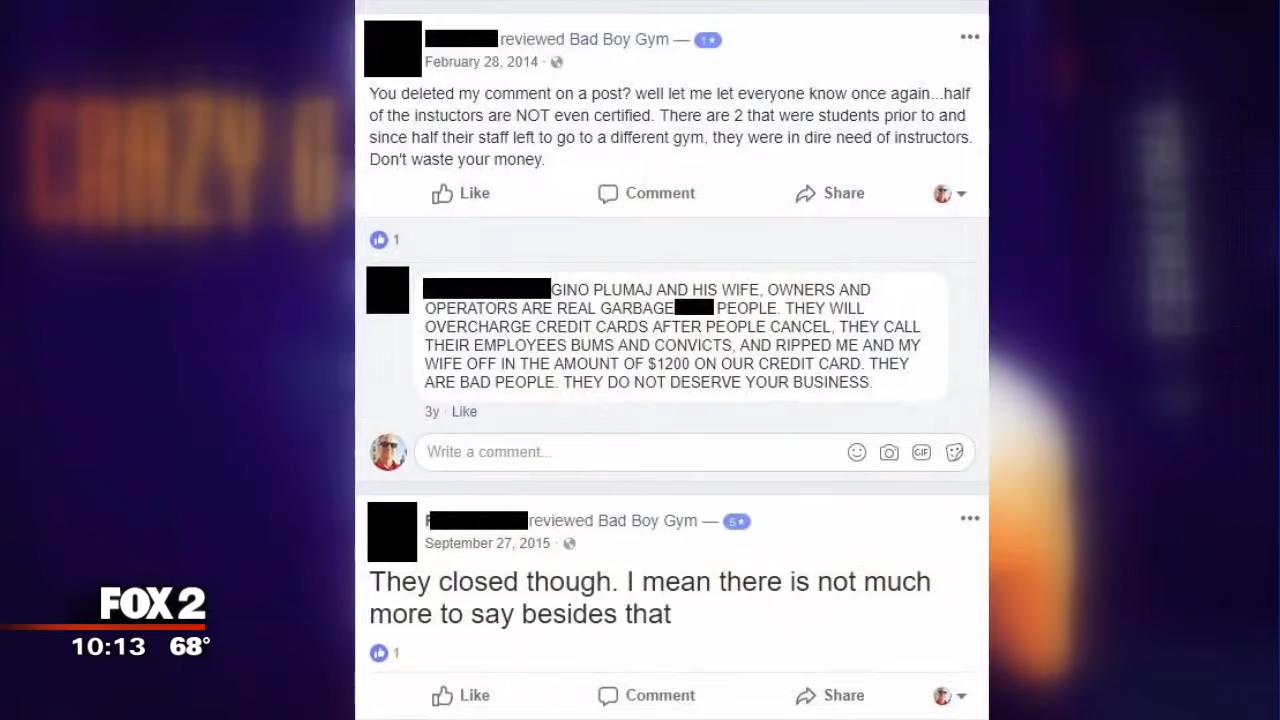 reviewed Bad Boy Gym — 1★
February 28, 2014 ·
You deleted my comment on a post? well let me let everyone know once again...half
of the instuctors are NOT even certified. There are 2 that were students prior to and
since half their staff left to go to a different gym, they were in dire need of instructors.
Don't waste your money.
Like Comment Share
1
GINO PLUMAJ AND HIS WIFE, OWNERS AND
OPERATORS ARE REAL GARBAGE PEOPLE. THEY WILL
OVERCHARGE CREDIT CARDS AFTER PEOPLE CANCEL, THEY CALL
THEIR EMPLOYEES BUMS AND CONVICTS, AND RIPPED ME AND MY
WIFE OFF IN THE AMOUNT OF $1200 ON OUR CREDIT CARD. THEY
ARE BAD PEOPLE. THEY DO NOT DESERVE YOUR BUSINESS.
3y · Like
Write a comment...
GIF
reviewed Bad Boy Gym — 5★
September 27, 2015 ·
They closed though. I mean there is not much
more to say besides that
1
Like Comment Share
CRAZY G
FOX 2
10:13 68°